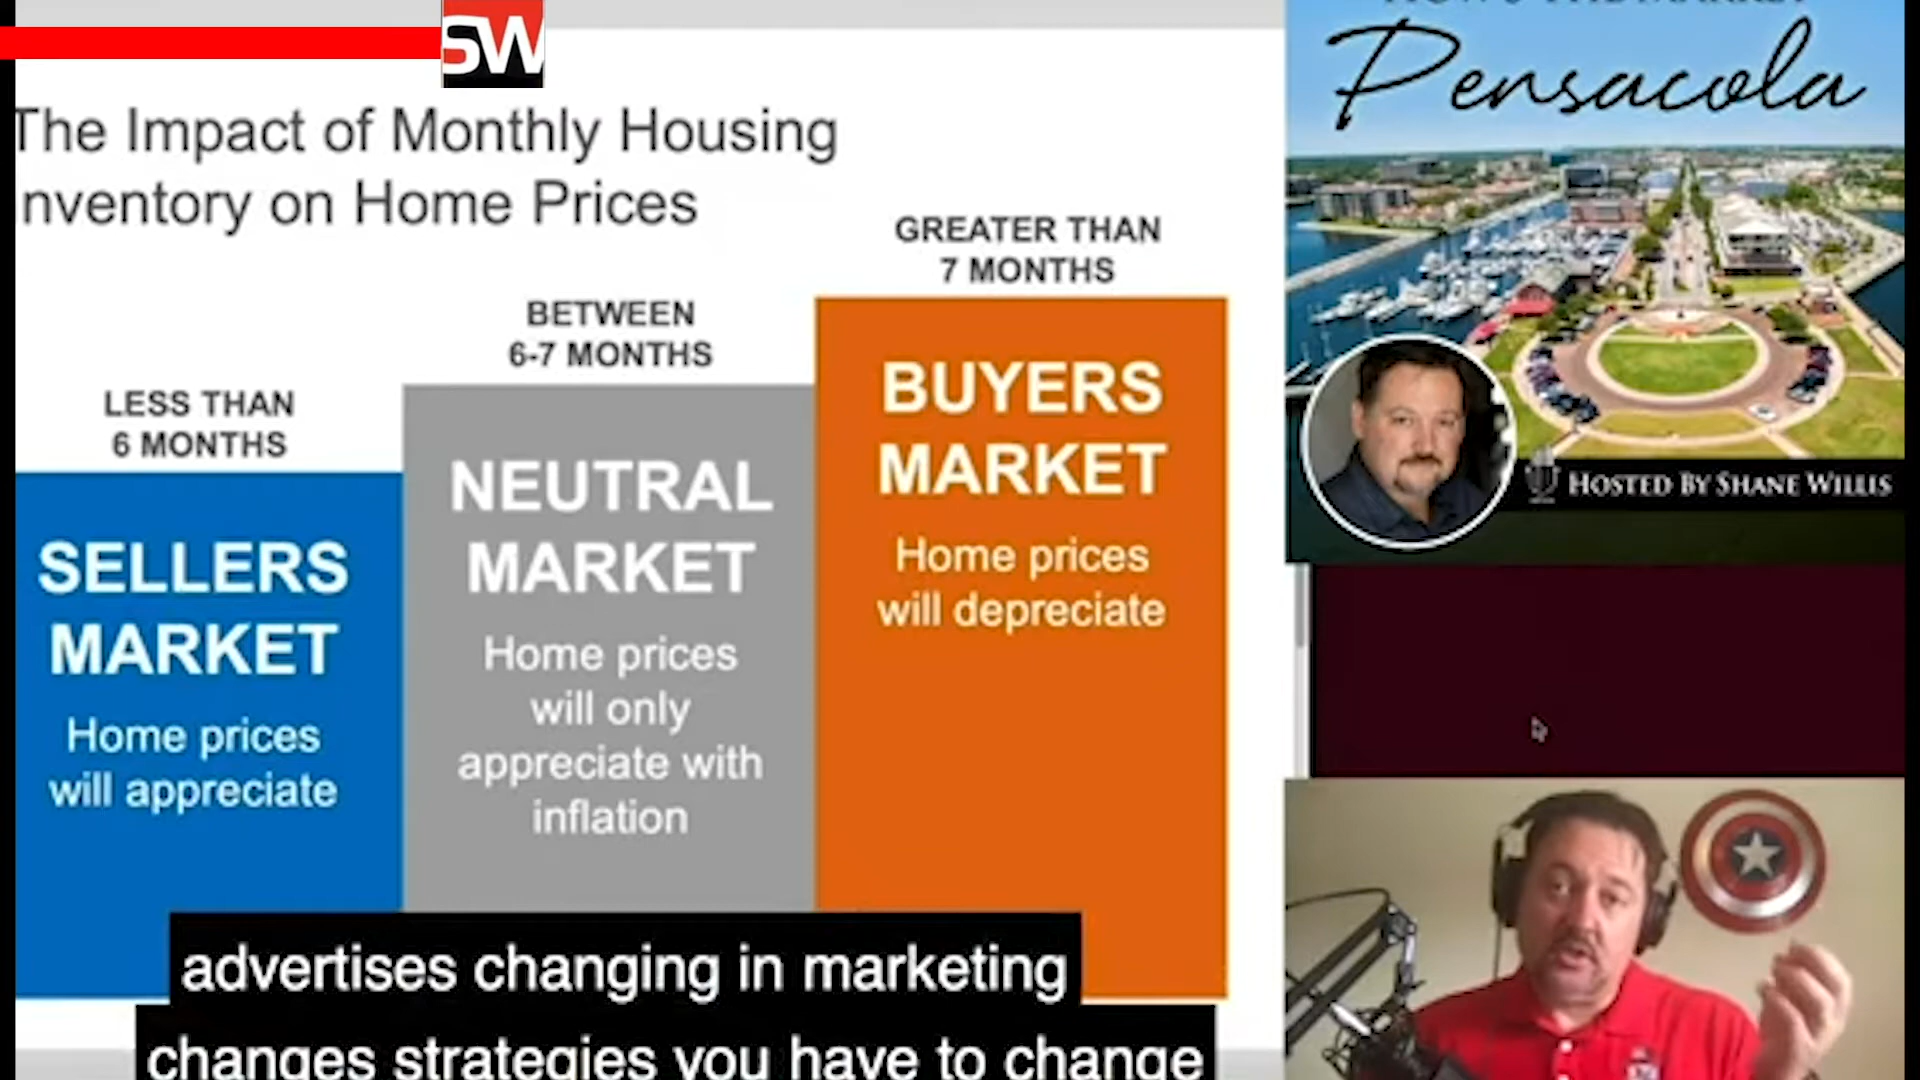 SW
The Impact of Monthly Housing
nventory on Home Prices
LESS THAN
6 MONTHS
SELLERS
MARKET
Home prices
will appreciate
BETWEEN
6-7 MONTHS
NEUTRAL
MARKET
Home prices
will only
appreciate with
inflation
GREATER THAN
7 MONTHS
BUYERS
MARKET
Home prices
will depreciate
Pensacola
HOSTED BY SHANE WILLIS
advertises changing in marketing
changes strategies you have to change